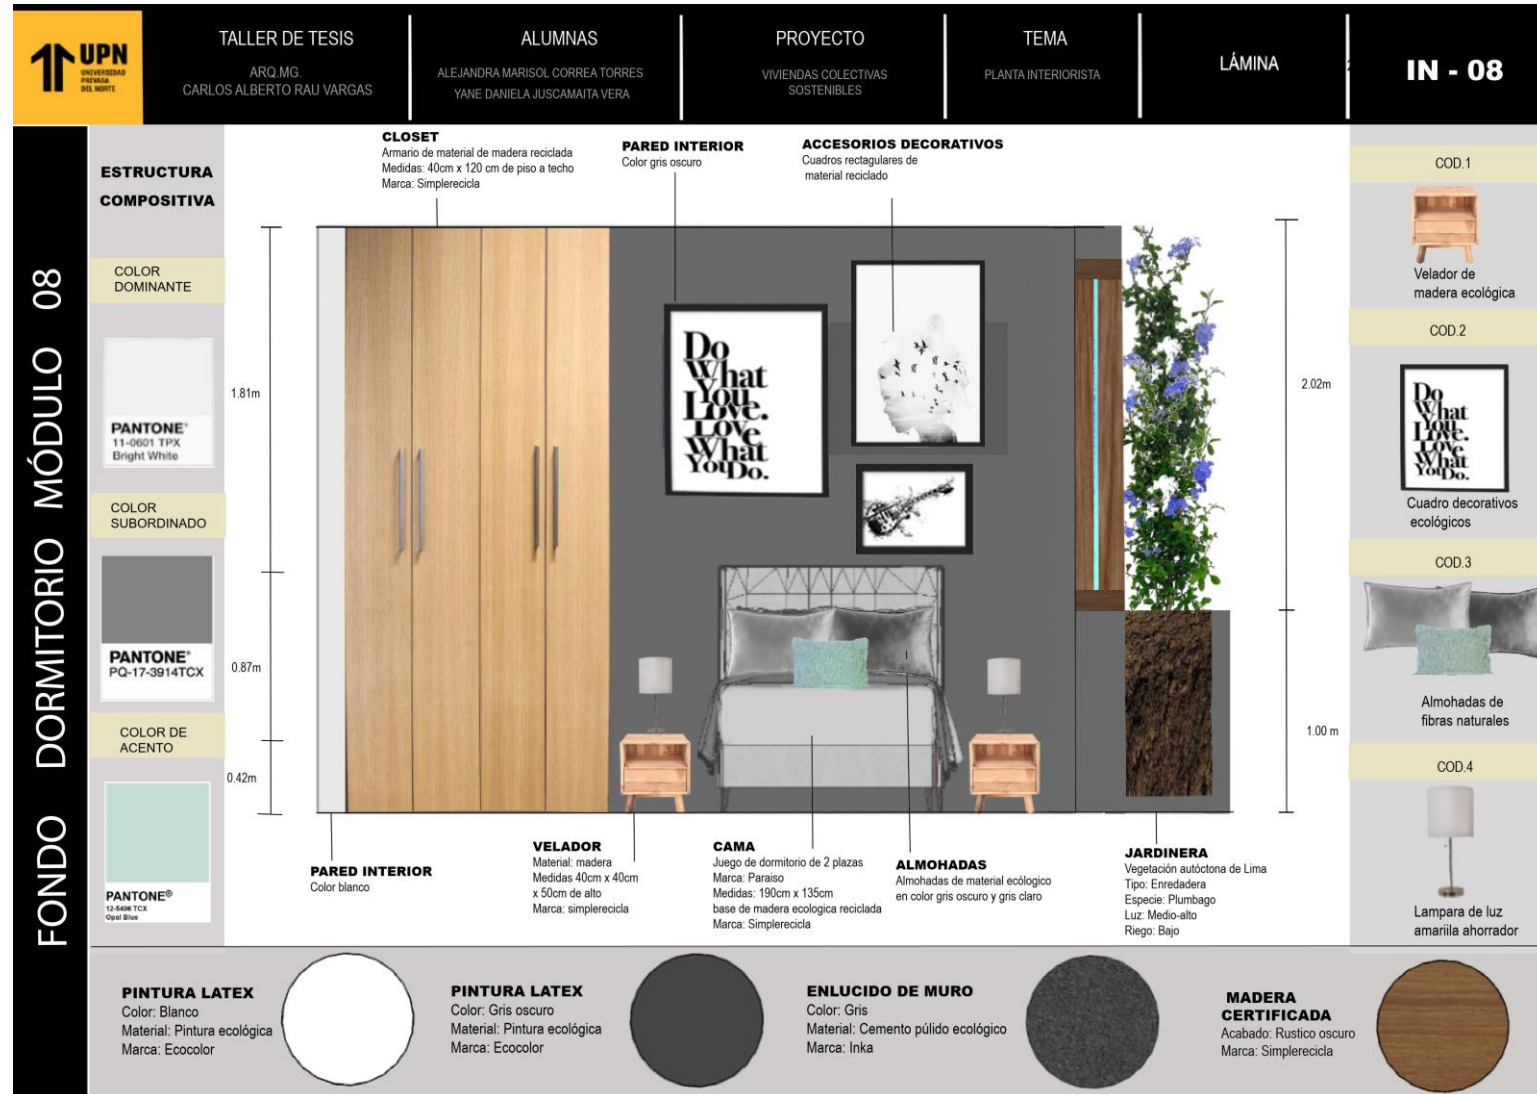 UPN
UNIVERSIDAD
PRIVADA
DEL NORTE
TALLER DE TESIS
ARQ.MG.
CARLOS ALBERTO RAU VARGAS
ALUMNAS
ALEJANDRA MARISOL CORREA TORRES
YANE DANIELA JUSCAMAITA VERA
PROYECTO
VIVIENDAS COLECTIVAS
SOSTENIBLES
TEMA
PLANTA INTERIORISTA
LÁMINA
IN - 08
FONDO DORMITORIO MÓDULO 08
ESTRUCTURA
COMPOSITIVA
COLOR
DOMINANTE
PANTONE®
11-0601 TPX
Bright White
COLOR
SUBORDINADO
PANTONE®
PQ-17-3914TCX
COLOR DE
ACENTO
PANTONE®
12-5406 TCX
Opal Blue
1.81m
0.87m
0.42m
CLOSET
Armario de material de madera reciclada
Medidas: 40cm x 120 cm de piso a techo
Marca: Simplerecicla
PARED INTERIOR
Color gris oscuro
ACCESORIOS DECORATIVOS
Cuadros rectagulares de
material reciclado
Do
What
You
Love.
Love
What
You Do.
2.02m
1.00 m
PARED INTERIOR
Color blanco
VELADOR
Material: madera
Medidas 40cm x 40cm
x 50cm de alto
Marca: simplerecicla
CAMA
Juego de dormitorio de 2 plazas
Marca: Paraiso
Medidas: 190cm x 135cm
base de madera ecologica reciclada
Marca: Simplerecicla
ALMOHADAS
Almohadas de material ecólogico
en color gris oscuro y gris claro
JARDINERA
Vegetación autóctona de Lima
Tipo: Enredadera
Especie: Plumbago
Luz: Medio-alto
Riego: Bajo
COD.1
Velador de
madera ecológica
COD.2
Do
What
You
Love.
Love
What
You Do.
Cuadro decorativos
ecológicos
COD.3
Almohadas de
fibras naturales
COD.4
Lampara de luz
amariila ahorrador
PINTURA LATEX
Color: Blanco
Material: Pintura ecológica
Marca: Ecocolor
PINTURA LATEX
Color: Gris oscuro
Material: Pintura ecológica
Marca: Ecocolor
ENLUCIDO DE MURO
Color: Gris
Material: Cemento púlido ecológico
Marca: Inka
MADERA
CERTIFICADA
Acabado: Rustico oscuro
Marca: Simplerecicla